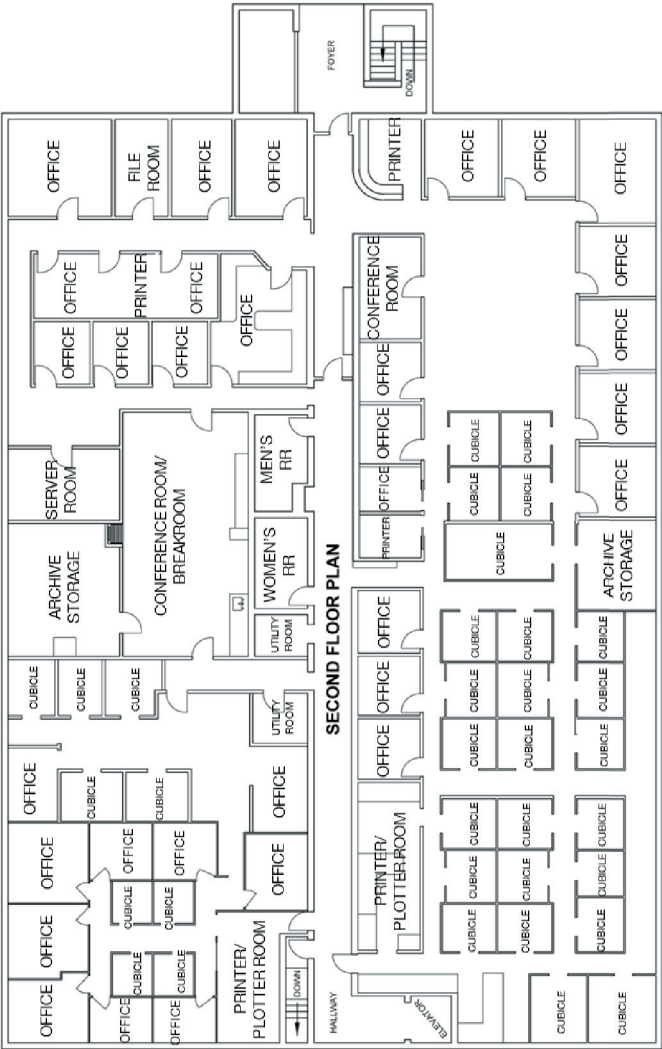 FOYER
DOWN
OFFICE
FILE
ROOM
OFFICE
OFFICE
PRINTER
OFFICE
OFFICE
OFFICE
OFFICE
PRINTER
OFFICE
OFFICE
CONFERENCE
ROOM
OFFICE
OFFICE
OFFICE
OFFICE
OFFICE
OFFICE
OFFICE
SERVER
ROOM
CONFERENCE ROOM/
BREAKROOM
MEN'S
RR
OFFICE
CUBICLE
CUBICLE
OFFICE
OFFICE
CUBICLE
CUBICLE
ARCHIVE
STORAGE
WOMEN'S
RR
SECOND FLOOR PLAN
PRINTER
CUBICLE
ARCHIVE
STORAGE
UTILITY
ROOM
OFFICE
CUBICLE
CUBICLE
CUBICLE
CUBICLE
CUBICLE
CUBICLE
OFFICE
CUBICLE
CUBICLE
CUBICLE
UTILITY
ROOM
OFFICE
CUBICLE
CUBICLE
CUBICLE
OFFICE
CUBICLE
CUBICLE
OFFICE
OFFICE
OFFICE
OFFICE
OFFICE
PRINTER/
PLOTTER ROOM
CUBICLE
CUBICLE
CUBICLE
CUBICLE
CUBICLE
CUBICLE
CUBICLE
CUBICLE
OFFICE
CUBICLE
CUBICLE
CUBICLE
CUBICLE
CUBICLE
OFFICE
OFFICE
OFFICE
PRINTER/
PLOTTER ROOM
DOWN
HALLWAY
ELEVATOR
CUBICLE
CUBICLE